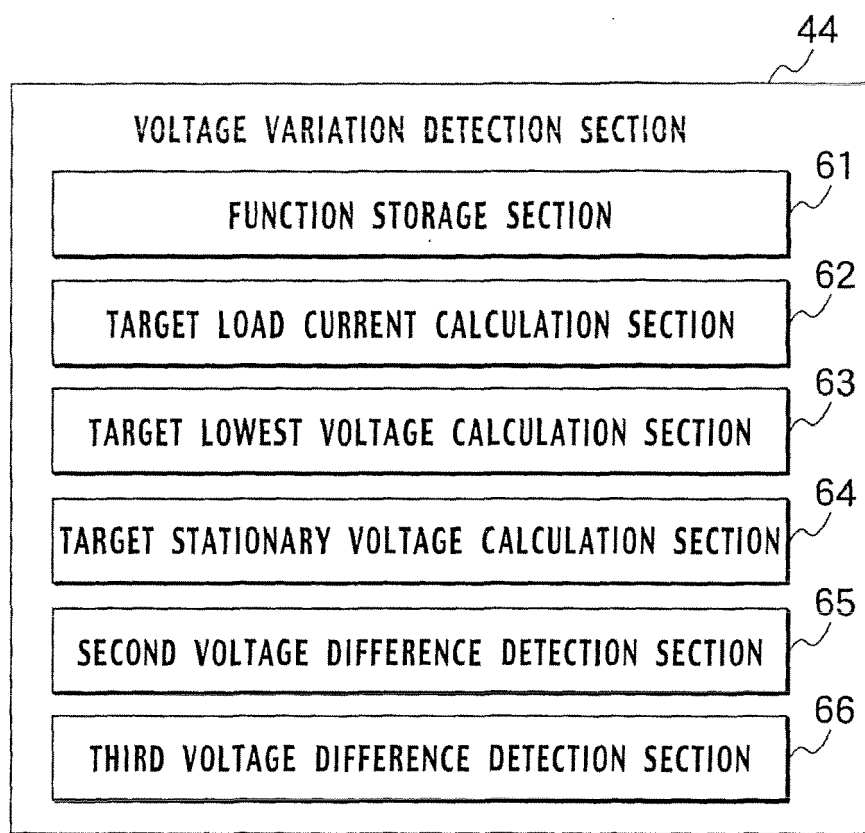 44
VOLTAGE VARIATION DETECTION SECTION
61
FUNCTION STORAGE SECTION
62
TARGET LOAD CURRENT CALCULATION SECTION
63
TARGET LOWEST VOLTAGE CALCULATION SECTION
64
TARGET STATIONARY VOLTAGE CALCULATION SECTION
65
SECOND VOLTAGE DIFFERENCE DETECTION SECTION
66
THIRD VOLTAGE DIFFERENCE DETECTION SECTION